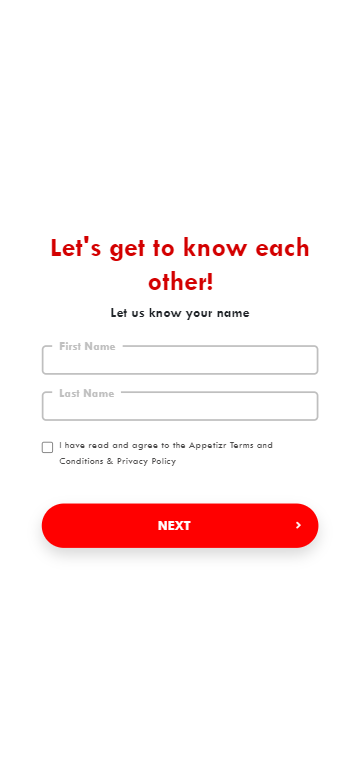 Let's get to know each
other!
Let us know your name
First Name
Last Name
I have read and agree to the Appetizr Terms and
Conditions & Privacy Policy
NEXT